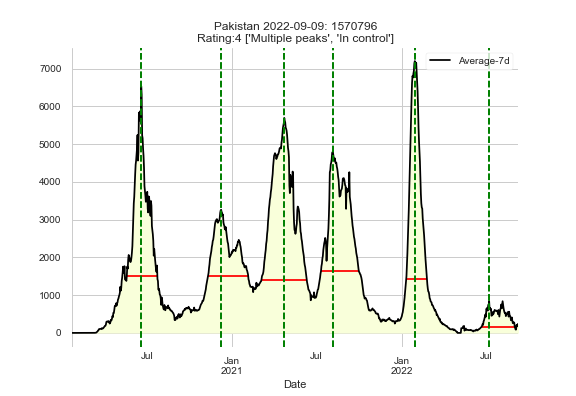 Pakistan 2022-09-09: 1570796
Rating:4 ['Multiple peaks', 'In control']
Average-7d
7000
6000
5000
4000
3000
2000
1000
0
Jul
Jan
2021
Jul
Jan
2022
Jul
Date